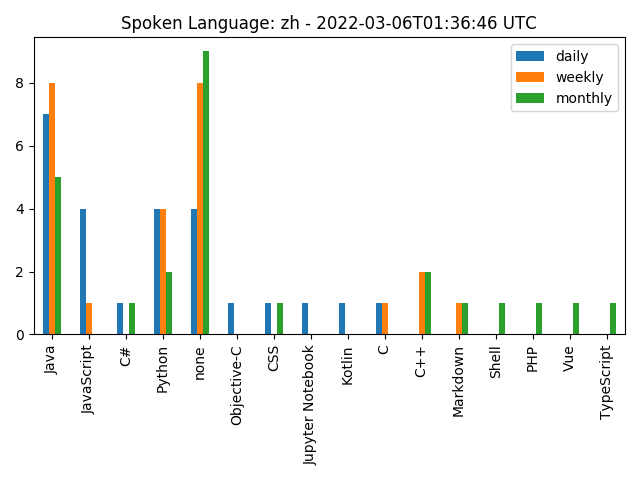 Spoken Language: zh - 2022-03-06T01:36:46 UTC
daily
weekly
monthly
8
6
4
2
0
Java
JavaScript
C#
Python
none
Objective-C
CSS
Jupyter Notebook
Kotlin
C
C++
Markdown
Shell
PHP
Vue
TypeScript